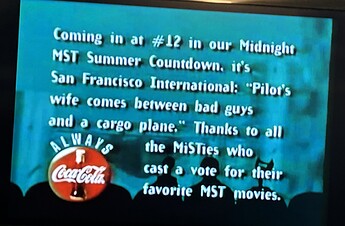 Coming in at #12 in our Midnight
MST Summer Countdown, it's
San Francisco International: "Pilot's
wife comes between bad guys
and a cargo plane." Thanks to all
the MiSTies who
cast a vote for their
favorite MST movies.
ALWAYS
Coca-Cola